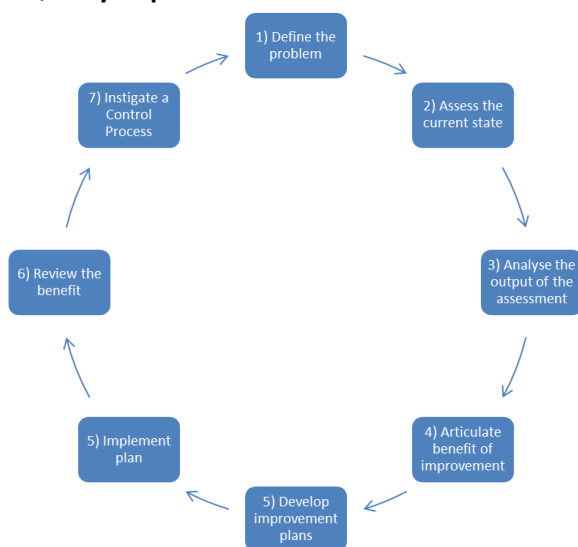 1) Define the
problem
2) Assess the
current state
3) Analyse the
output of the
assessment
4) Articulate
benefit of
improvement
5) Develop
improvement
plans
5) Implement
plan
6) Review the
benefit
7) Instigate a
Control
Process